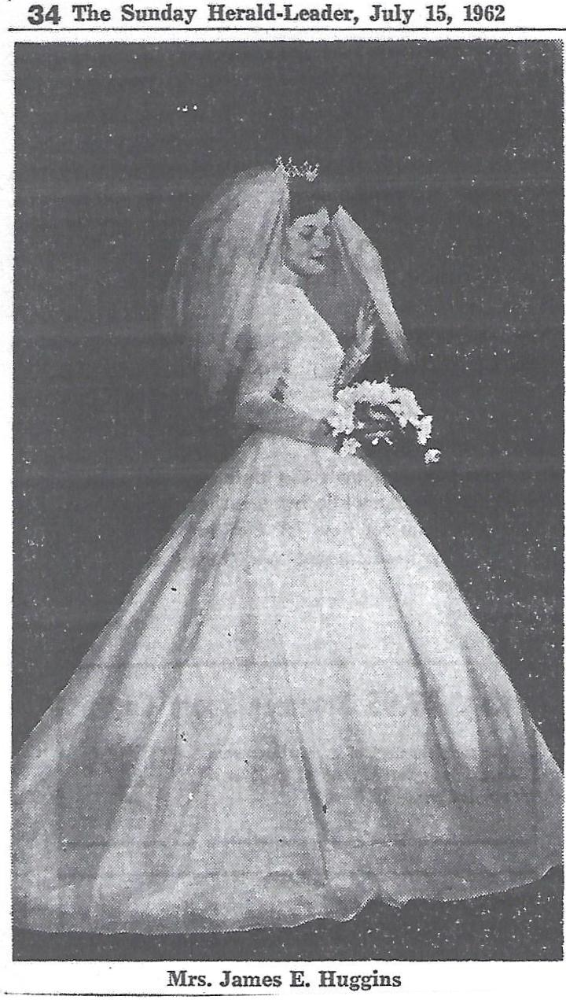 34 The Sunday Herald-Leader, July 15, 1962
Mrs. James E. Huggins